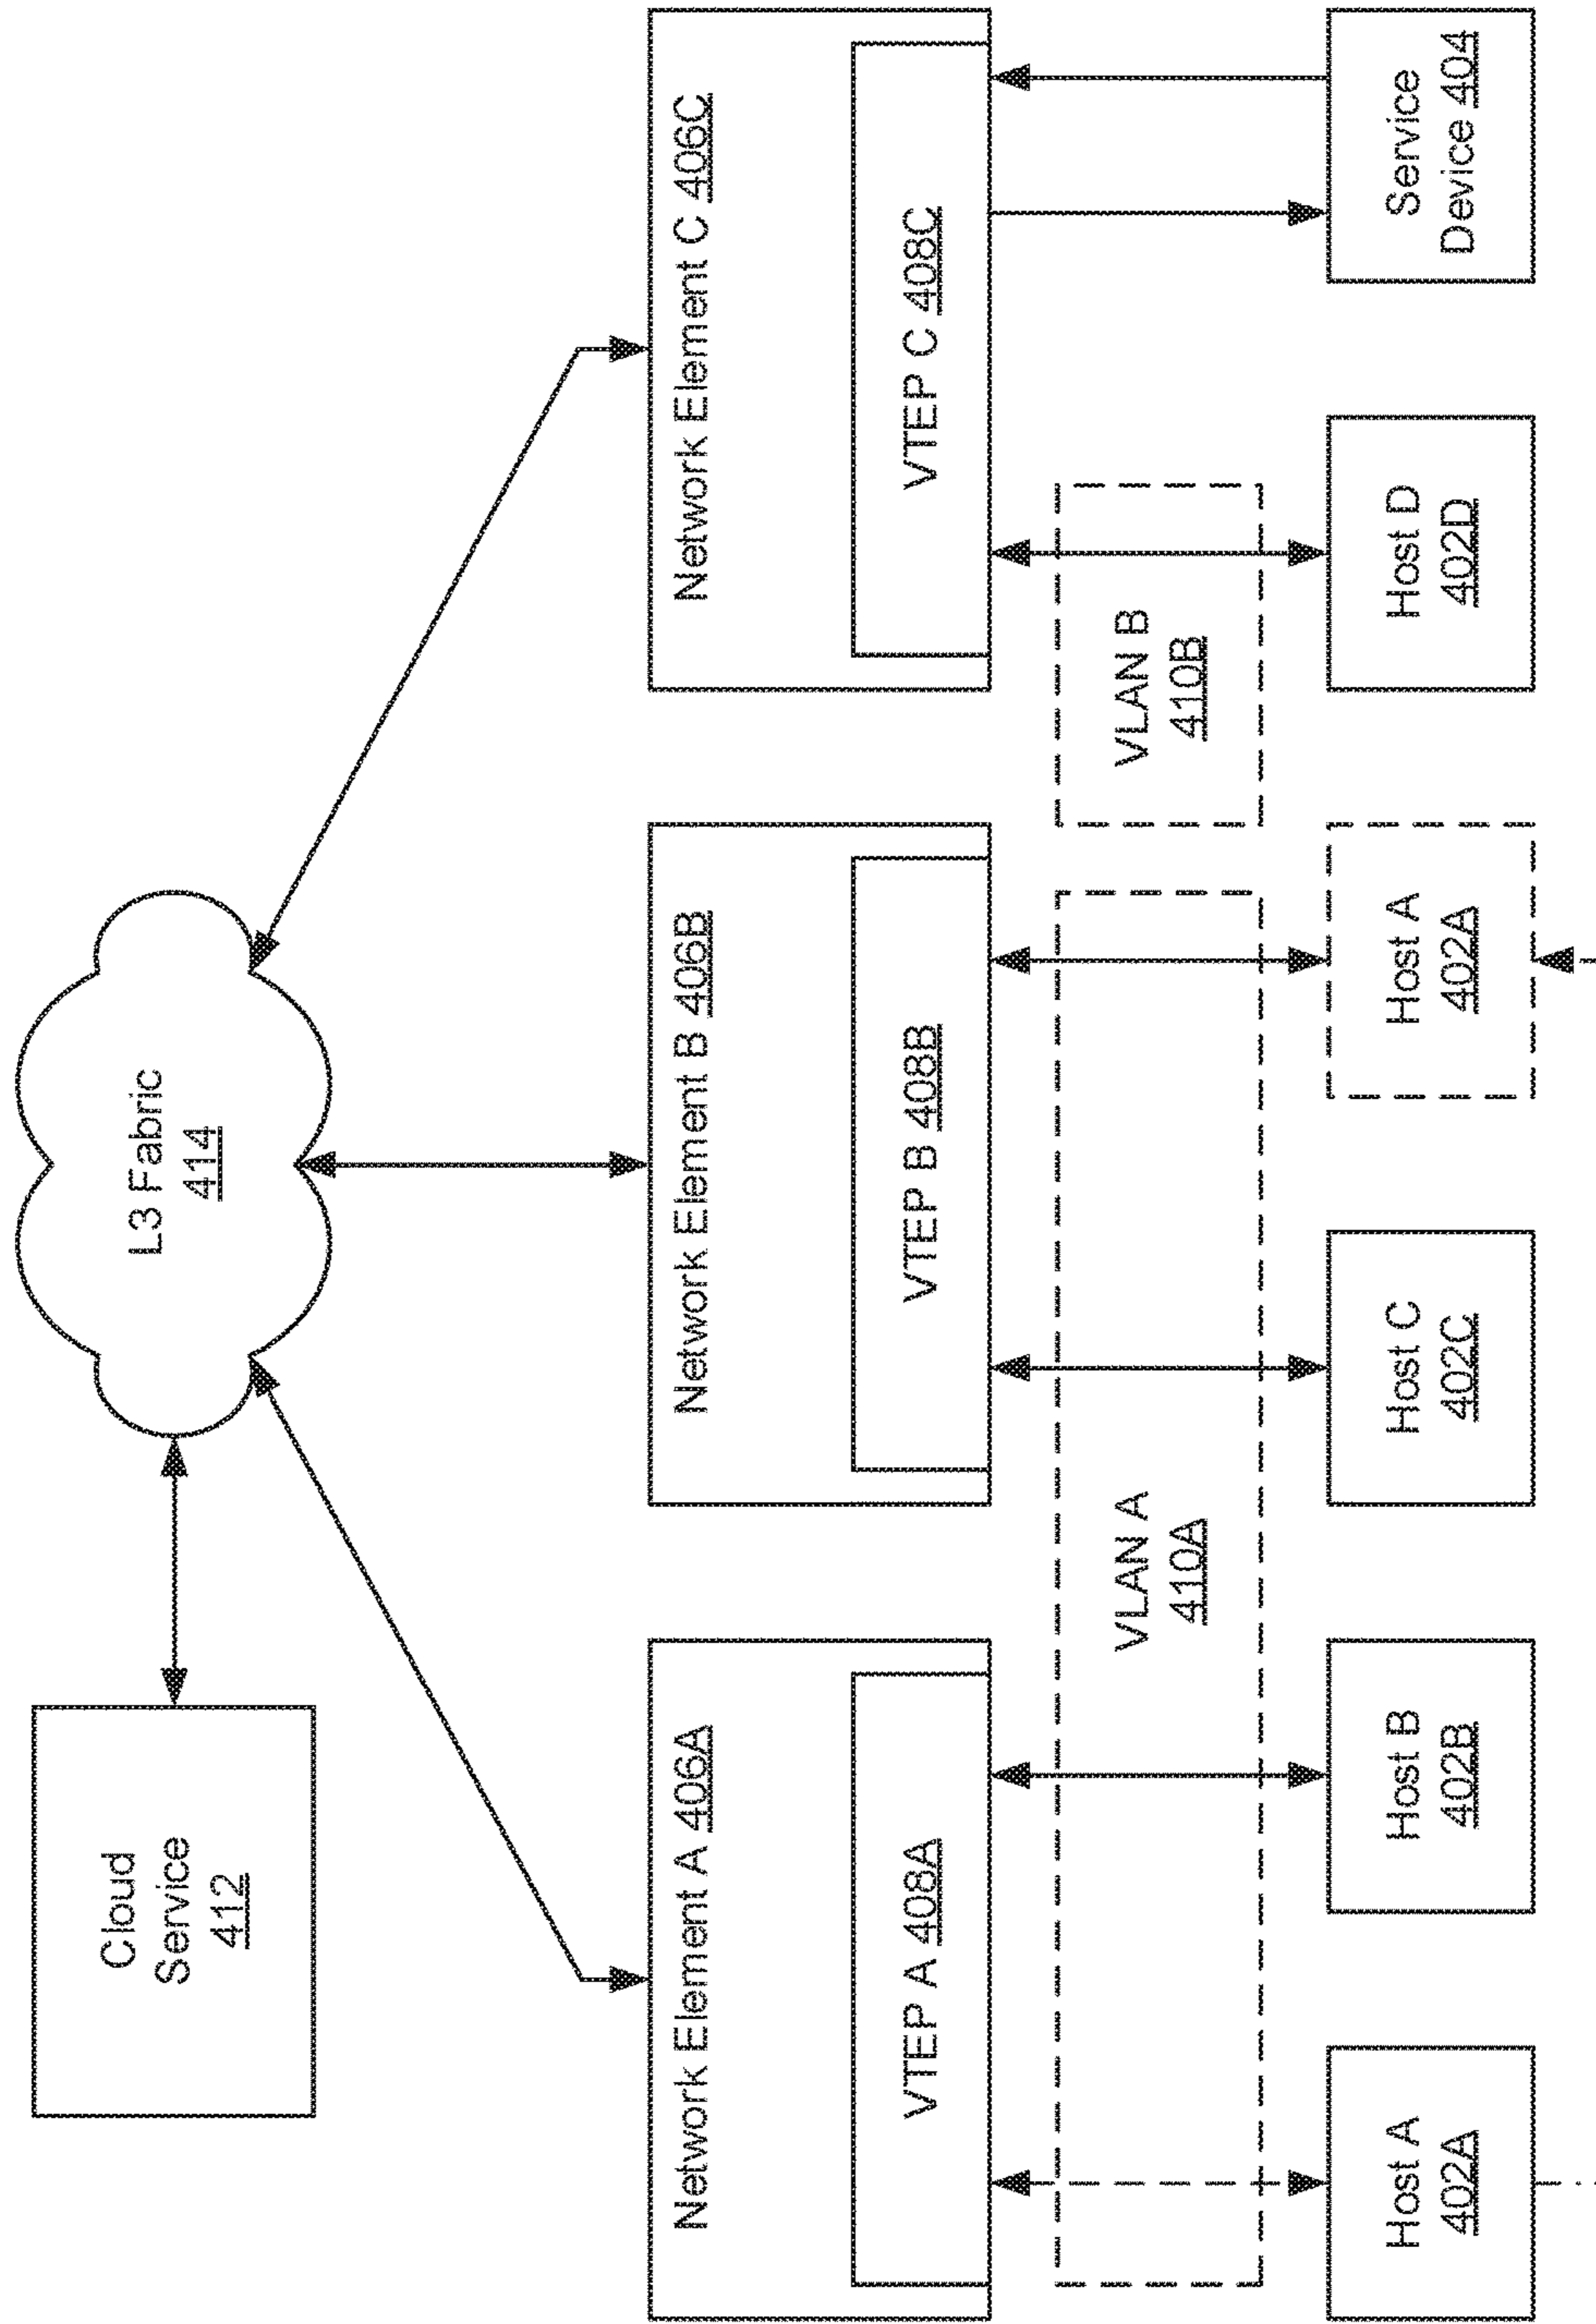 Cloud
Service
412
L3 Fabric
414
Network Element A 406A
VTEP A 408A
Network Element B 406B
VTEP B 408B
Network Element C 406C
VTEP C 408C
VLAN A
410A
VLAN B
410B
Host A
402A
Host B
402B
Host C
402C
Host A
402A
Host D
402D
Service
Device 404